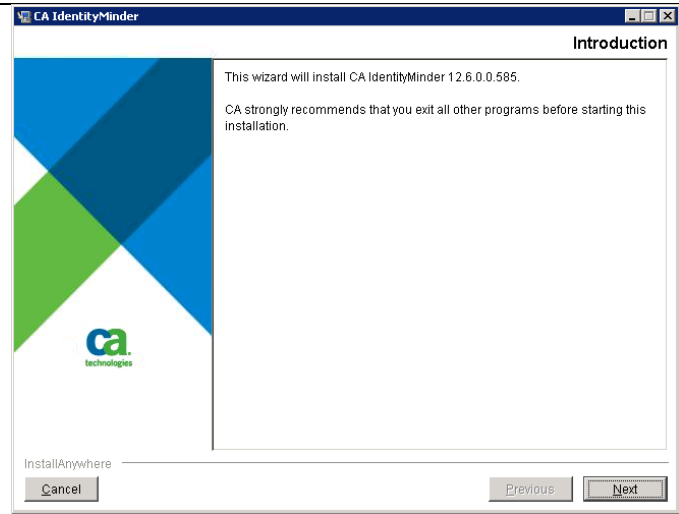 CA IdentityMinder
Introduction
This wizard will install CA IdentityMinder 12.6.0.0.585.
CA strongly recommends that you exit all other programs before starting this
installation.
ca.
technologies
InstallAnywhere
Cancel
Previous
Next